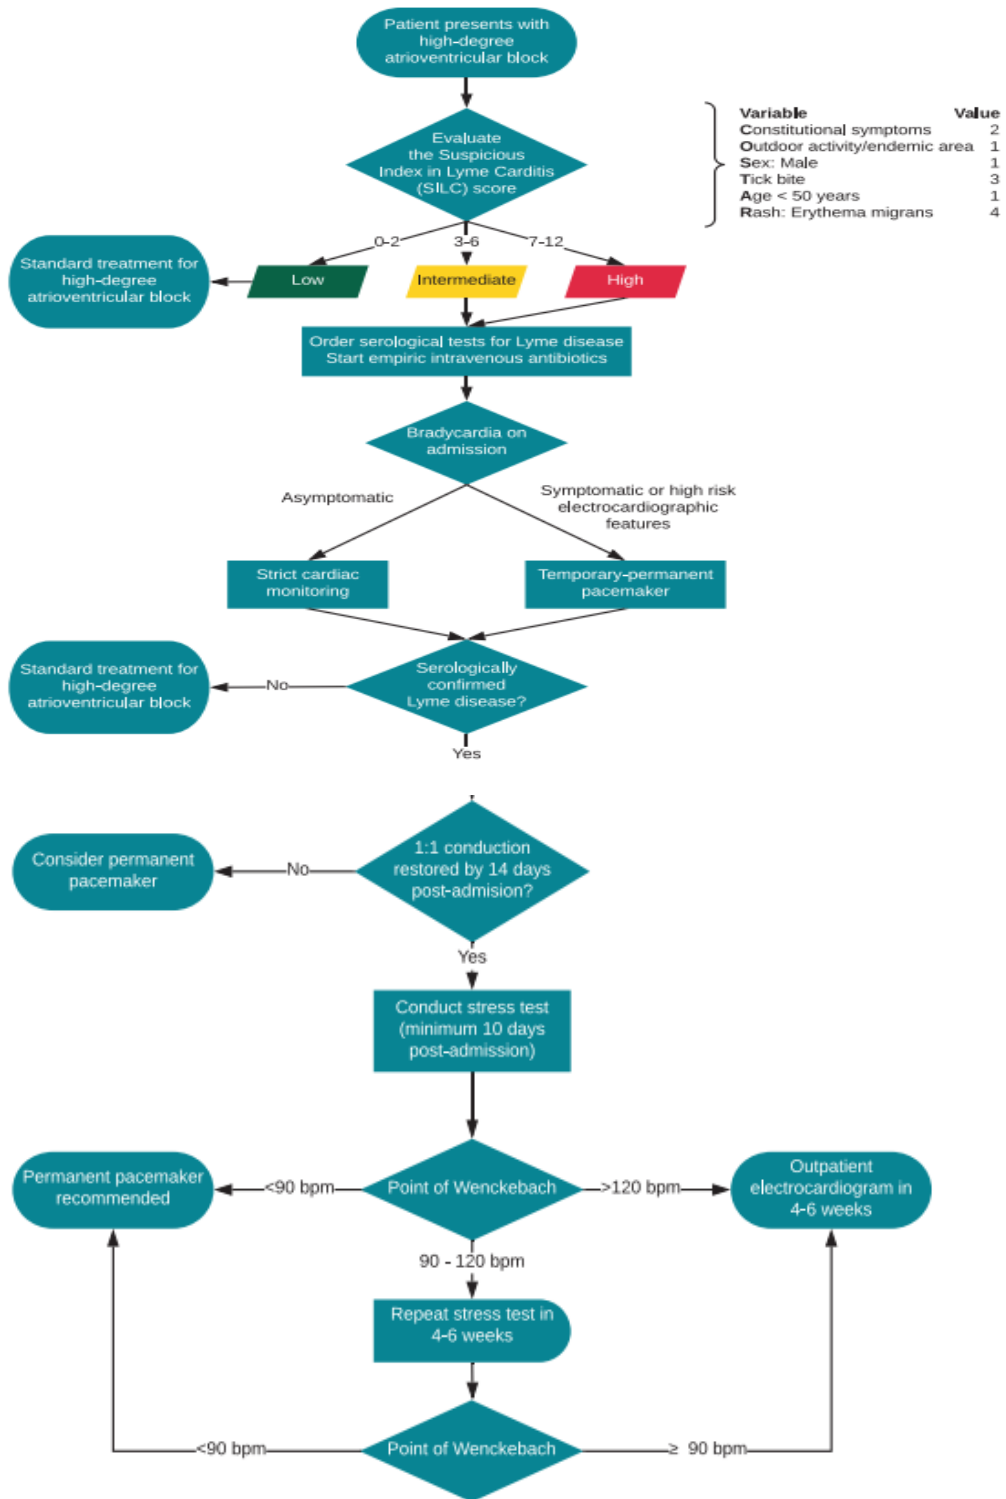 Patient presents with
high-degree
atrioventricular block
Evaluate
the Suspicious
Index in Lyme Carditis
(SILC) score
Variable Value
Constitutional symptoms 2
Outdoor activity/endemic area 1
Sex: Male 1
Tick bite 3
Age < 50 years 1
Rash: Erythema migrans 4
0-2
3-6
7-12
Standard treatment for
high-degree
atrioventricular block
Low
Intermediate
High
Order serological tests for Lyme disease
Start empiric intravenous antibiotics
Bradycardia on
admission
Asymptomatic
Symptomatic or high risk
electrocardiographic
features
Strict cardiac
monitoring
Temporary-permanent
pacemaker
Standard treatment for
high-degree
atrioventricular block
No
Serologically
confirmed
Lyme disease?
Yes
Consider permanent
pacemaker
No
1:1 conduction
restored by 14 days
post-admision?
Yes
Conduct stress test
(minimum 10 days
post-admission)
Permanent pacemaker
recommended
<90 bpm
Point of Wenckebach
>120 bpm
Outpatient
electrocardiogram in
4-6 weeks
90 - 120 bpm
Repeat stress test in
4-6 weeks
<90 bpm
Point of Wenckebach
≥ 90 bpm